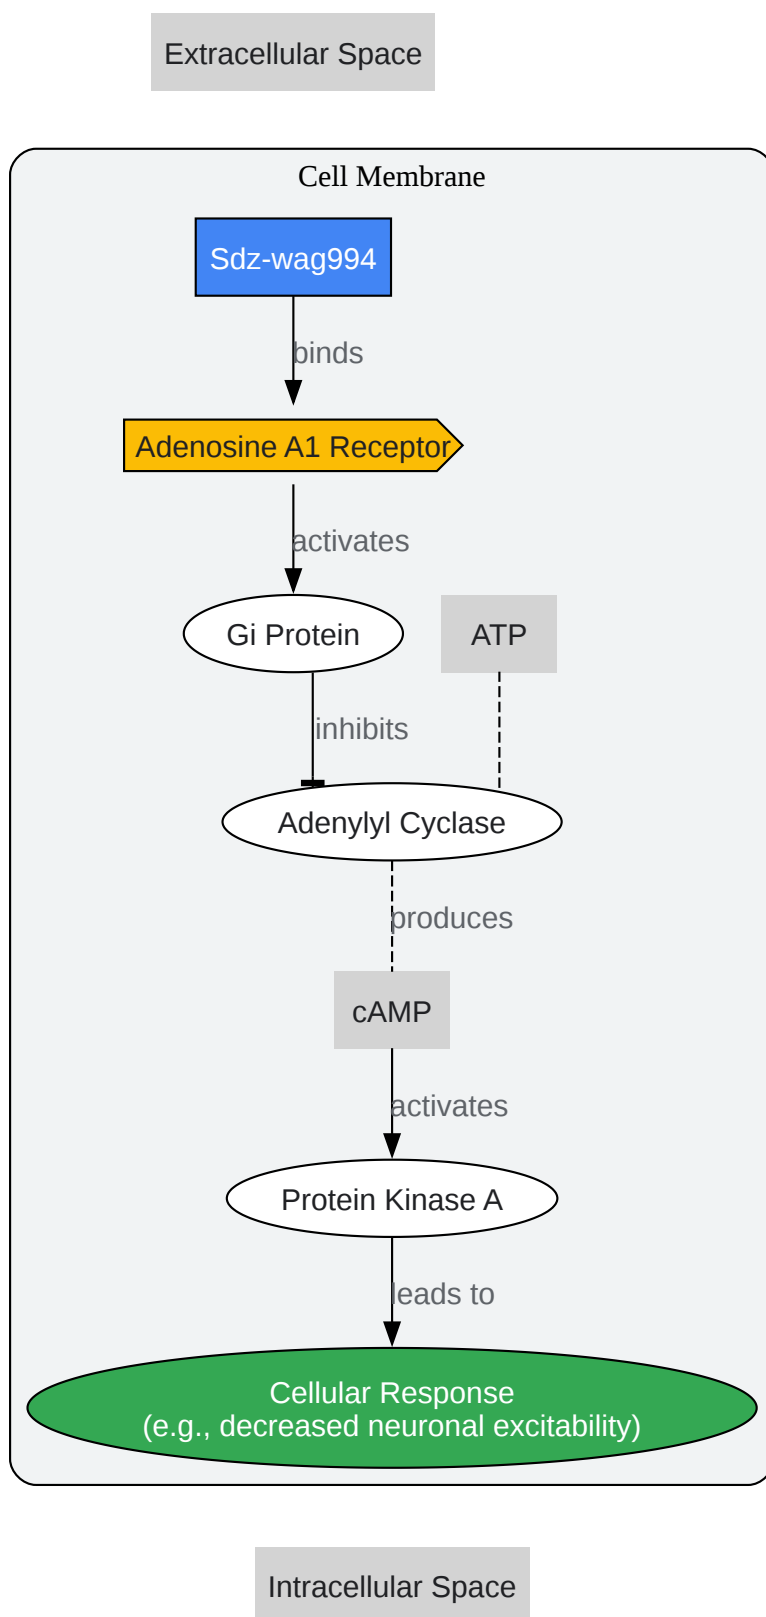 Extracellular Space
Cell Membrane
Sdz-wag994
binds
Adenosine A1 Receptor
activates
Gi Protein
ATP
inhibits
Adenylyl Cyclase
produces
cAMP
activates
Protein Kinase A
leads to
Cellular Response
(e.g., decreased neuronal excitability)
Intracellular Space